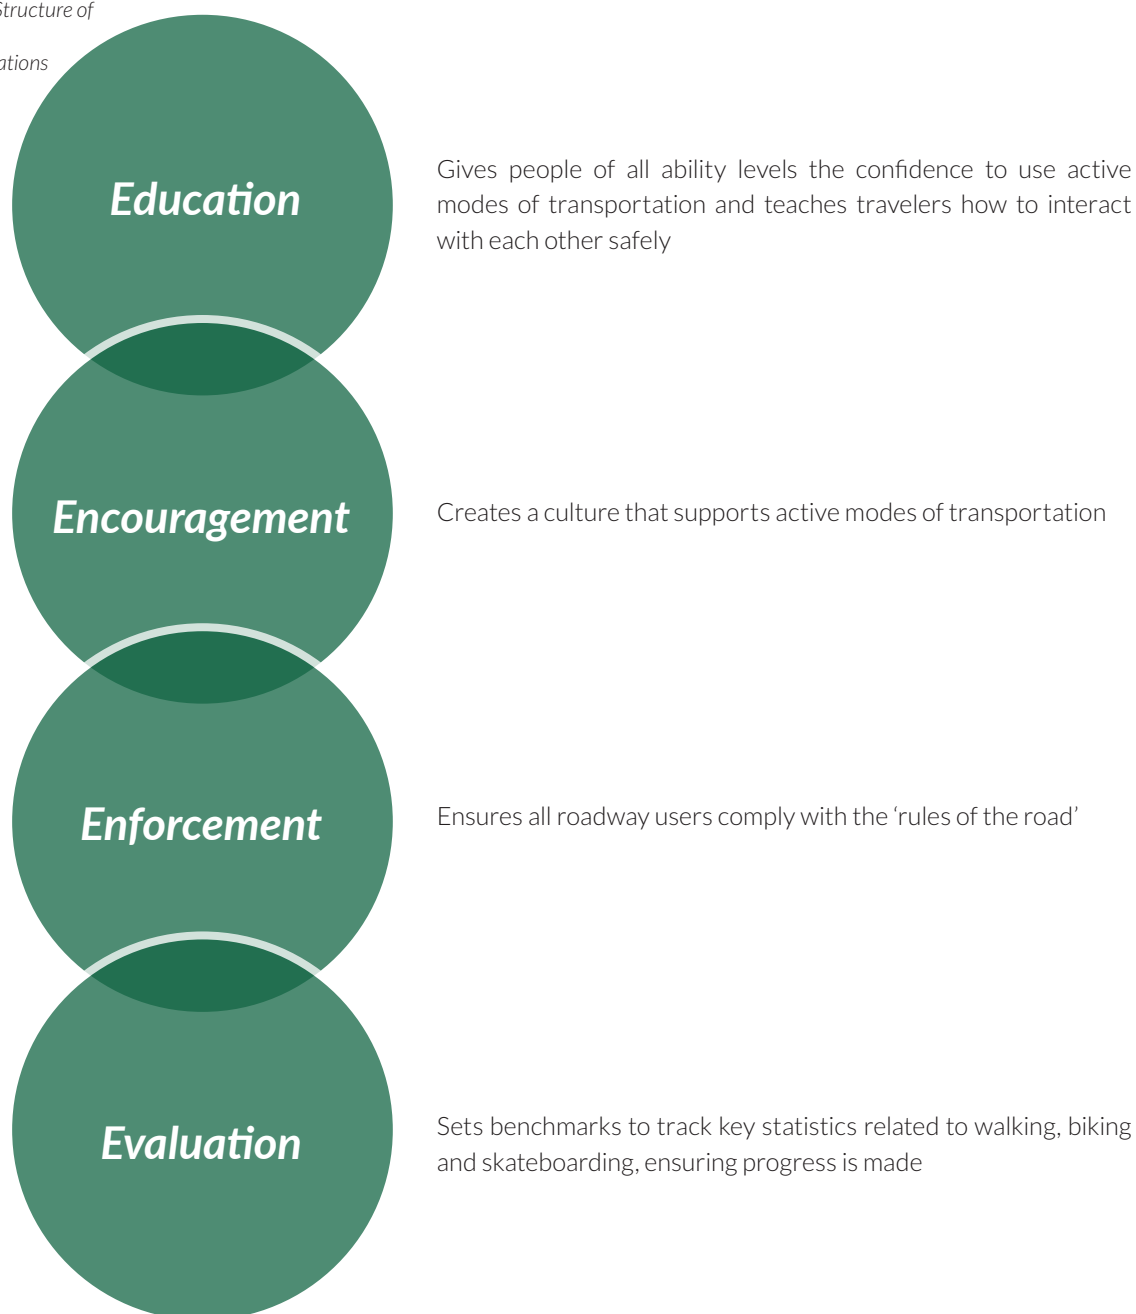 Structure of
Education
Gives people of all ability levels the confidence to use active
modes of transportation and teaches travelers how to interact
with each other safely
Encouragement
Creates a culture that supports active modes of transportation
Enforcement
Ensures all roadway users comply with the ‘rules of the road’
Evaluation
Sets benchmarks to track key statistics related to walking, biking
and skateboarding, ensuring progress is made